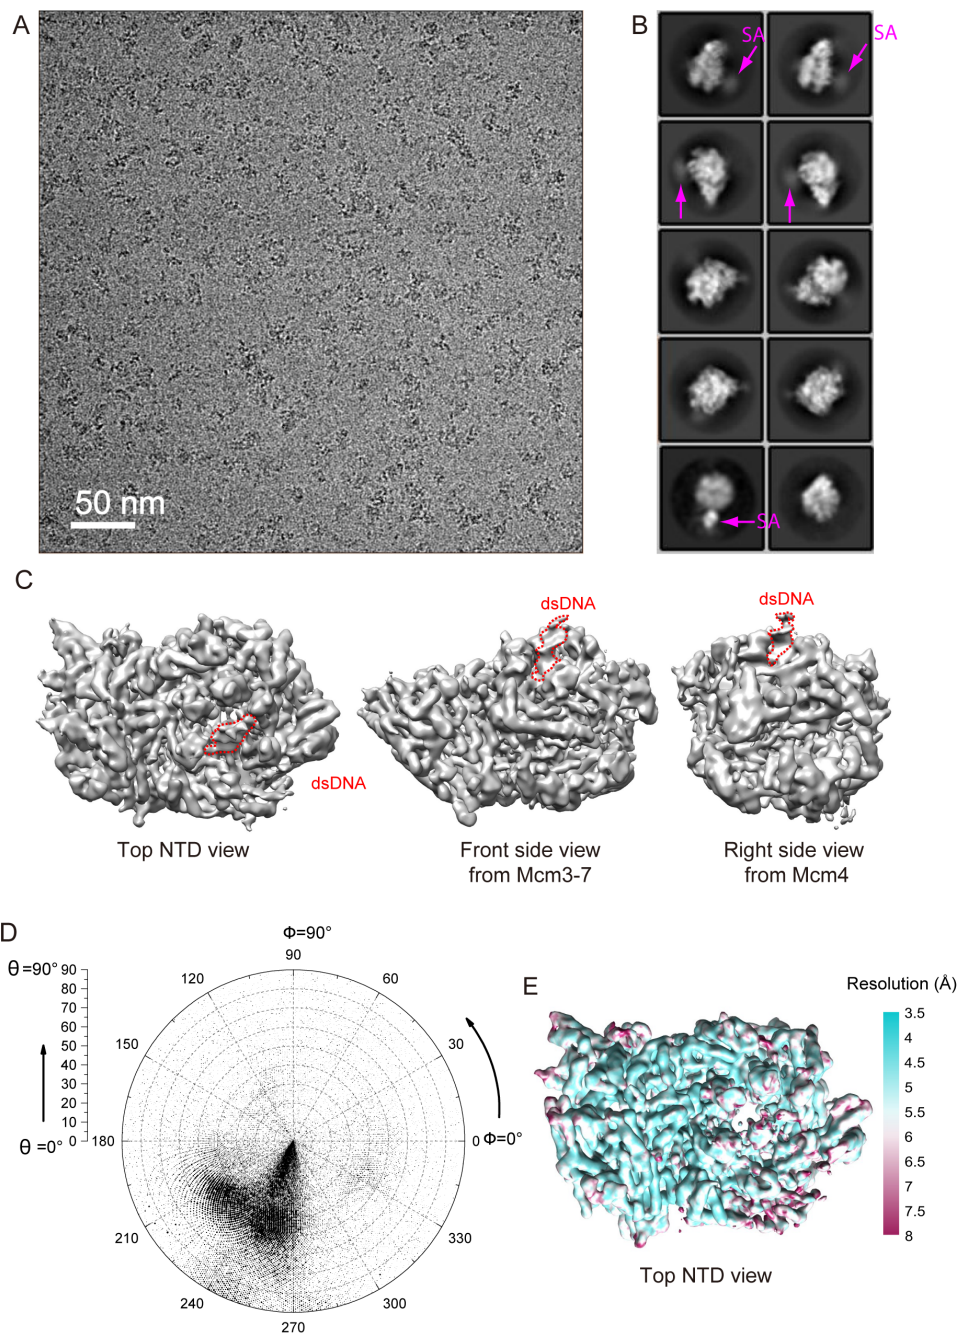 A
50 nm
B
SA
SA
SA
C
dsDNA
dsDNA
dsDNA
Top NTD view
Front side view
from Mcm3-7
Right side view
from Mcm4
D
Φ=90°
θ=90°
90
80
70
60
50
40
30
20
10
0
θ=0°
90
60
30
0
Φ=0°
330
300
270
240
210
180
150
120
E
Resolution (Å)
3.5
4
4.5
5
5.5
6
6.5
7
7.5
8
Top NTD view